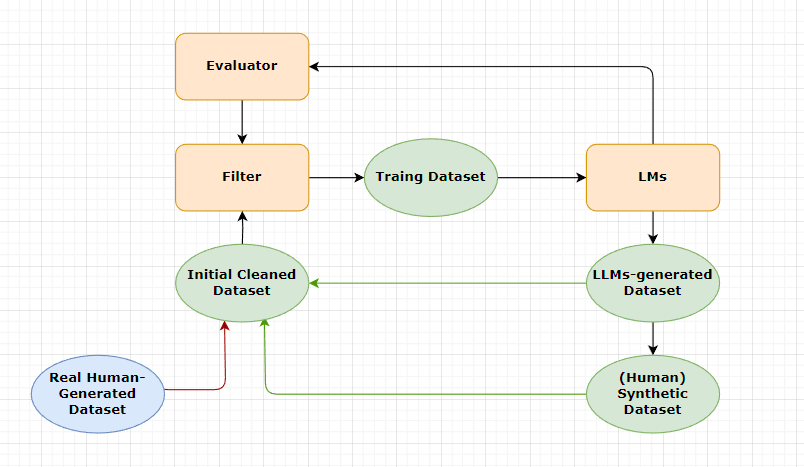 Evaluator
Filter
Traing Dataset
LMs
Initial Cleaned
Dataset
LLMs-generated
Dataset
Real Human-
Generated
Dataset
(Human)
Synthetic
Dataset